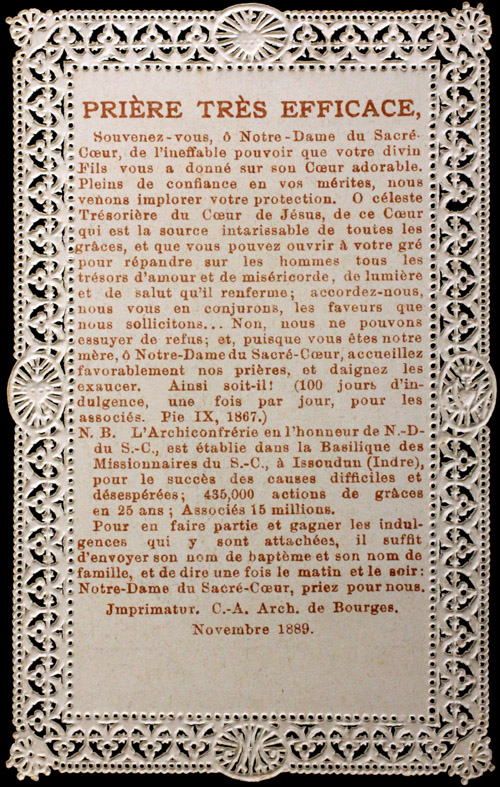 PRIÈRE TRÈS EFFICACE,
Souvenez-vous, ô Notre-Dame du Sacré-
Cœur, de l'ineffable pouvoir que votre divin
Fils vous a donné sur son Cœur adorable.
Pleins de confiance en vos mérites, nous
venons implorer votre protection. O céleste
Trésorière du Cœur de Jésus, de ce Cœur
qui est la source intarissable de toutes les
grâces, et que vous pouvez ouvrir à votre gré
pour répandre sur les hommes tous les
trésors d'amour et de miséricorde, de lumière
et de salut qu'il renferme; accordez-nous,
nous vous en conjurons, les faveurs que
nous sollicitons... Non, nous ne pouvons
essuyer de refus; et, puisque vous êtes notre
mère, ô Notre-Dame du Sacré-Cœur, accueillez
favorablement nos prières, et daignez les
exaucer. Ainsi soit-il! (100 jours d'in-
dulgence, une fois par jour, pour les
associés. Pie IX, 1867.)
N. B. L'Archiconfrérie en l'honneur de N.-D-
du S.-C., est établie dans la Basilique des
Missionnaires du S.-C., à Issoudun (Indre),
pour le succès des causes difficiles et
désespérées; 435,000 actions de grâces
en 25 ans; Associés 15 millions.
Pour en faire partie et gagner les indul-
gences qui y sont attachées, il suffit
d'envoyer son nom de baptème et son nom de
famille, et de dire une fois le matin et le soir:
Notre-Dame du Sacré-Cœur, priez pour nous.
Jmprimatur. C.-A. Arch. de Bourges.
Novembre 1889.